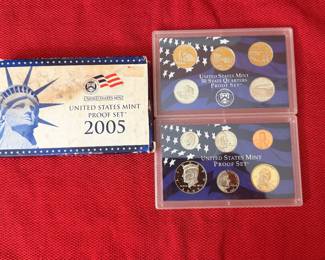 UNITED STATES MINT
UNITED STATES MINT
PROOF SET
2005
UNITED STATES MINT
50 STATE QUARTERS
PROOF SET
UNITED STATES MINT
PROOF SET